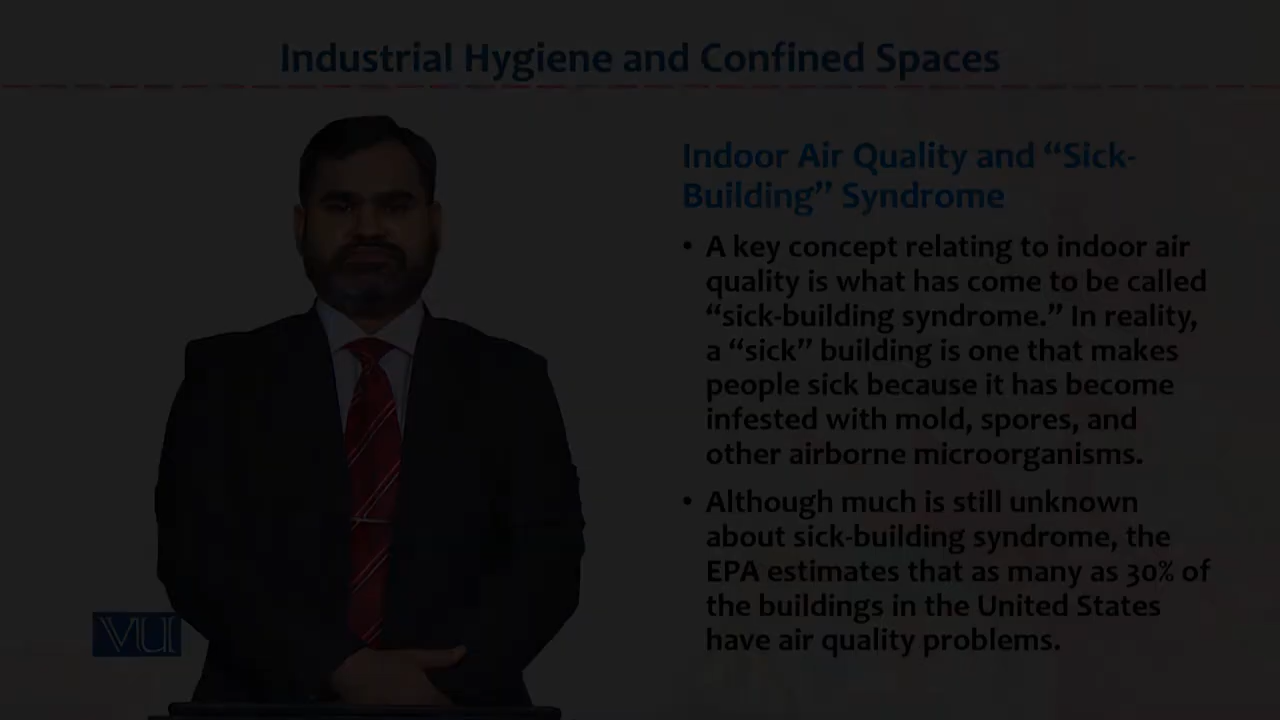 Industrial Hygiene and Confined Spaces
Indoor Air Quality and “Sick-
Building” Syndrome
• A key concept relating to indoor air
quality is what has come to be called
“sick-building syndrome.” In reality,
a “sick” building is one that makes
people sick because it has become
infested with mold, spores, and
other airborne microorganisms.
• Although much is still unknown
about sick-building syndrome, the
EPA estimates that as many as 30% of
the buildings in the United States
have air quality problems.
VU